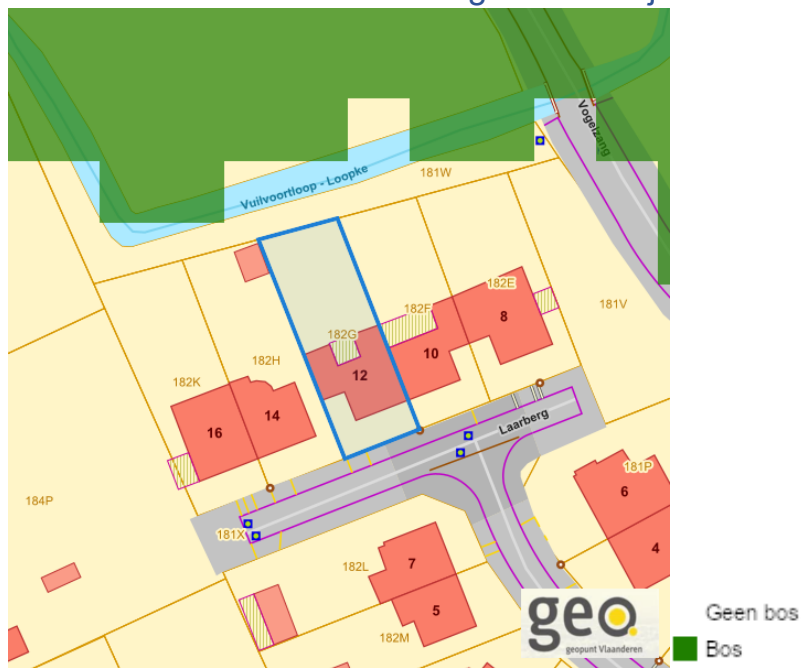 Vogelzang
Vuilvoortloop - Loopke
181W
182E
181V
182F
8
182G
10
12
182H
182K
14
16
Laarberg
181P
184P
6
181X
4
7
182L
5
182M
geo.
geopunt Vlaanderen
Geen bos
Bos